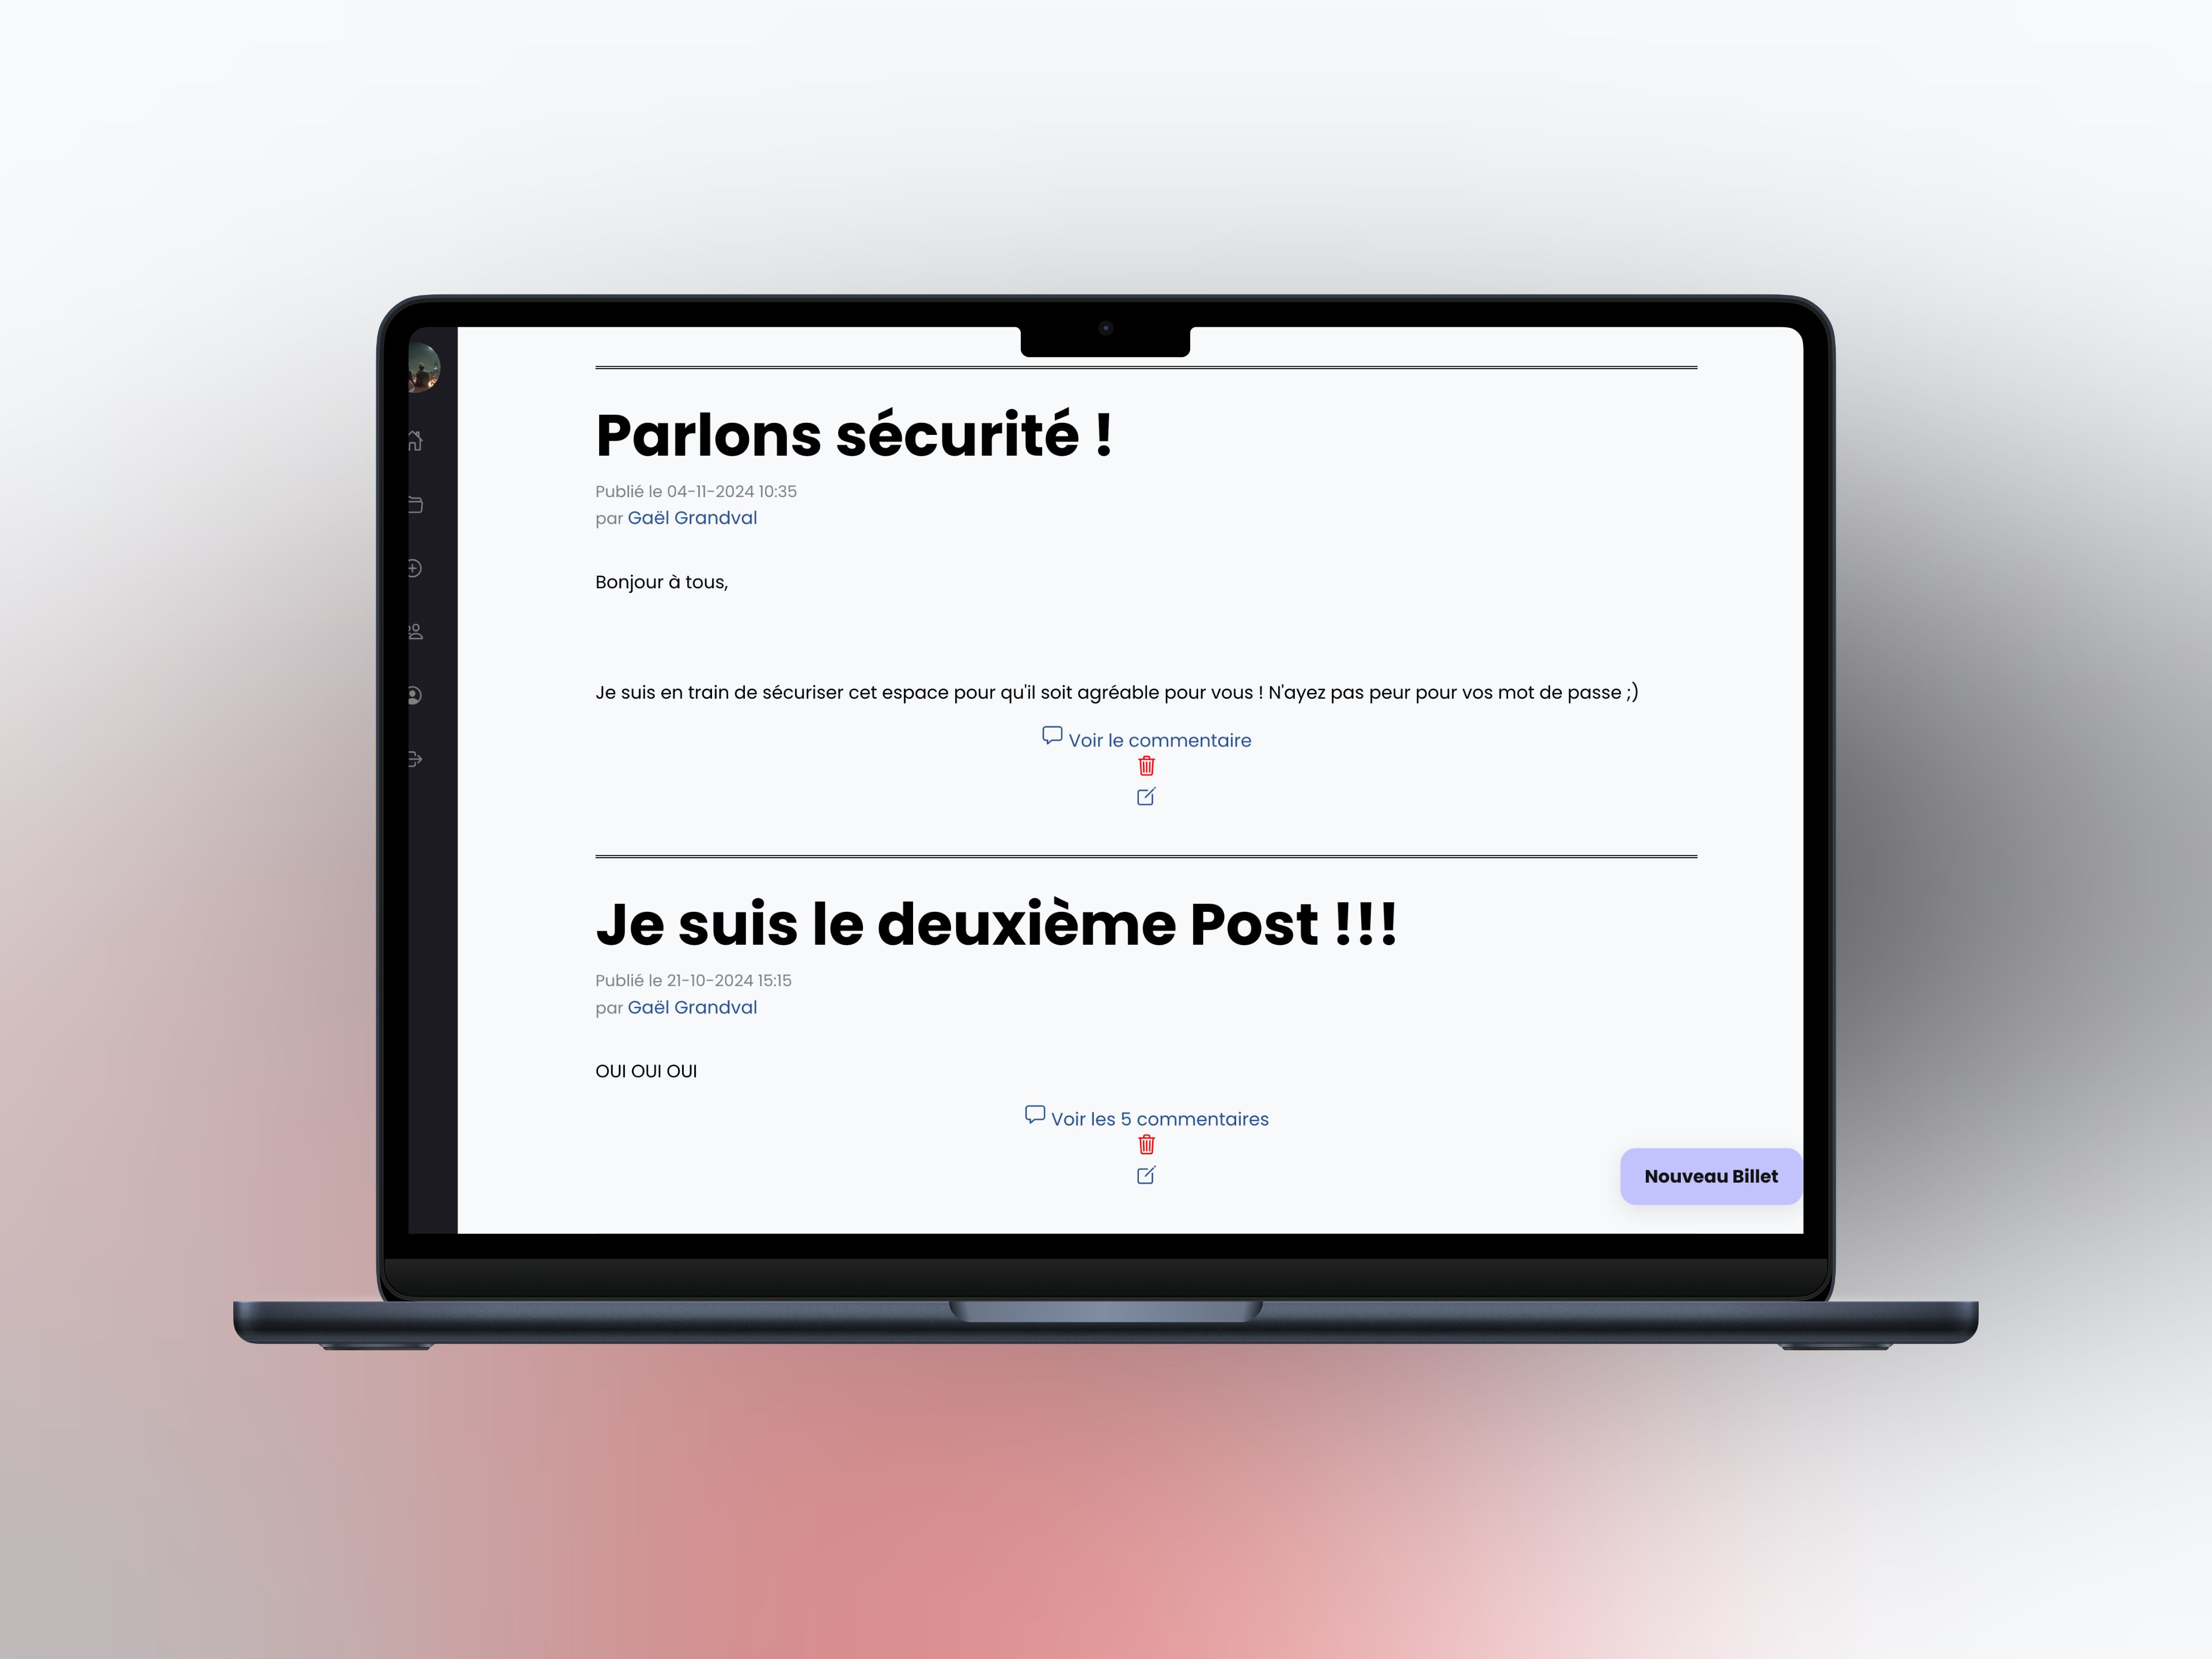 Parlons sécurité !
Publié le 04-11-2024 10:35
par Gaël Grandval
Bonjour à tous,
Je suis en train de sécuriser cet espace pour qu'il soit agréable pour vous ! N'ayez pas peur pour vos mot de passe ;)
Voir le commentaire
Je suis le deuxième Post !!!
Publié le 21-10-2024 15:15
par Gaël Grandval
OUI OUI OUI
Voir les 5 commentaires
Nouveau Billet